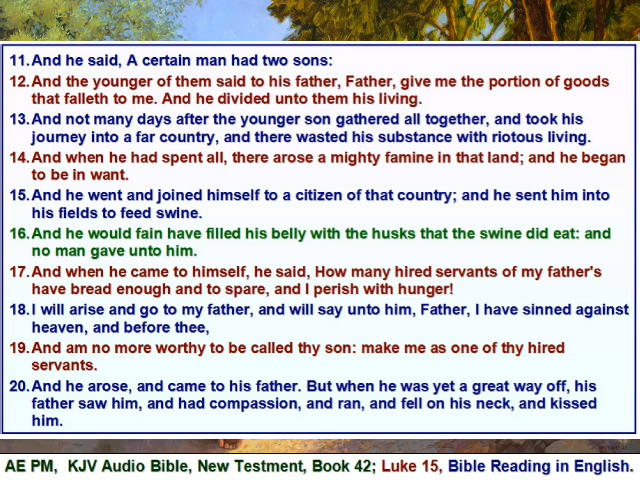 11. And he said, A certain man had two sons:
12. And the younger of them said to his father, Father, give me the portion of goods
that falleth to me. And he divided unto them his living.
13. And not many days after the younger son gathered all together, and took his
journey into a far country, and there wasted his substance with riotous living.
14. And when he had spent all, there arose a mighty famine in that land; and he began
to be in want.
15. And he went and joined himself to a citizen of that country; and he sent him into
his fields to feed swine.
16. And he would fain have filled his belly with the husks that the swine did eat: and
no man gave unto him.
17. And when he came to himself, he said, How many hired servants of my father's
have bread enough and to spare, and I perish with hunger!
18. I will arise and go to my father, and will say unto him, Father, I have sinned against
heaven, and before thee,
19. And am no more worthy to be called thy son: make me as one of thy hired
servants.
20. And he arose, and came to his father. But when he was yet a great way off, his
father saw him, and had compassion, and ran, and fell on his neck, and kissed
him.
AE PM, KJV Audio Bible, New Testment, Book 42; Luke 15, Bible Reading in English.